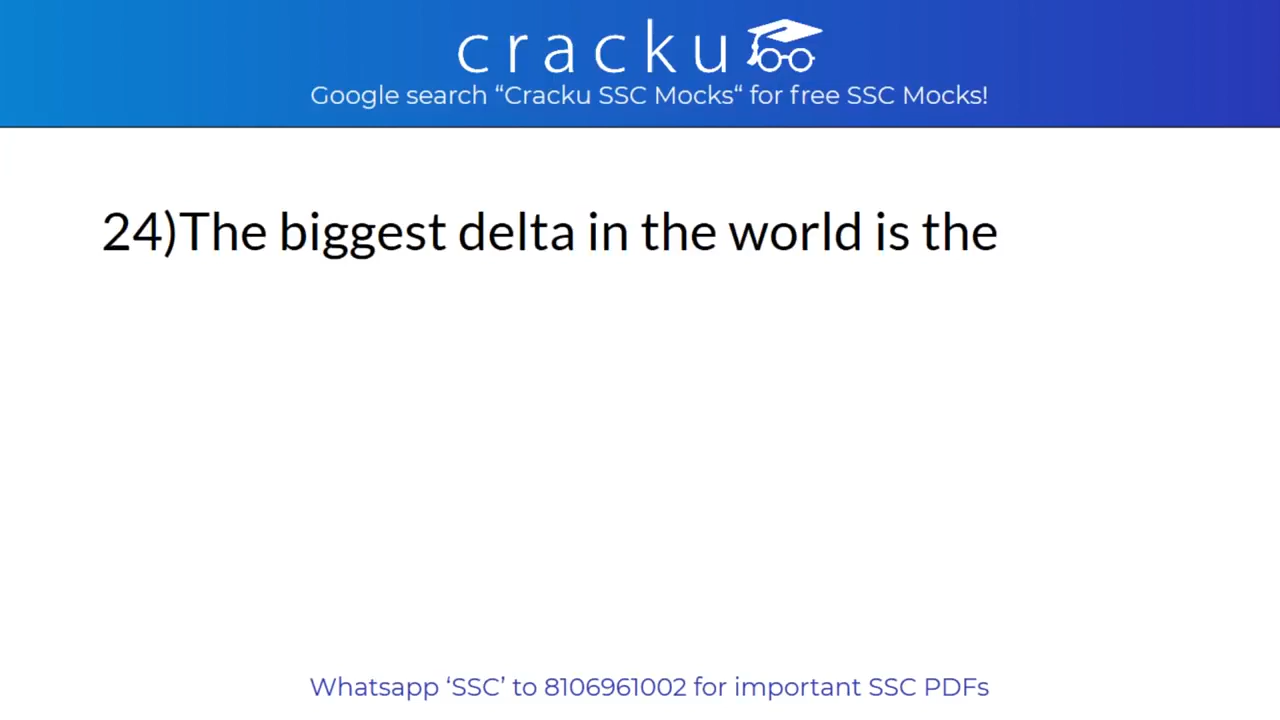 cracku
Google search “Cracku SSC Mocks“ for free SSC Mocks!
24)The biggest delta in the world is the
Whatsapp ‘SSC’ to 8106961002 for important SSC PDFs